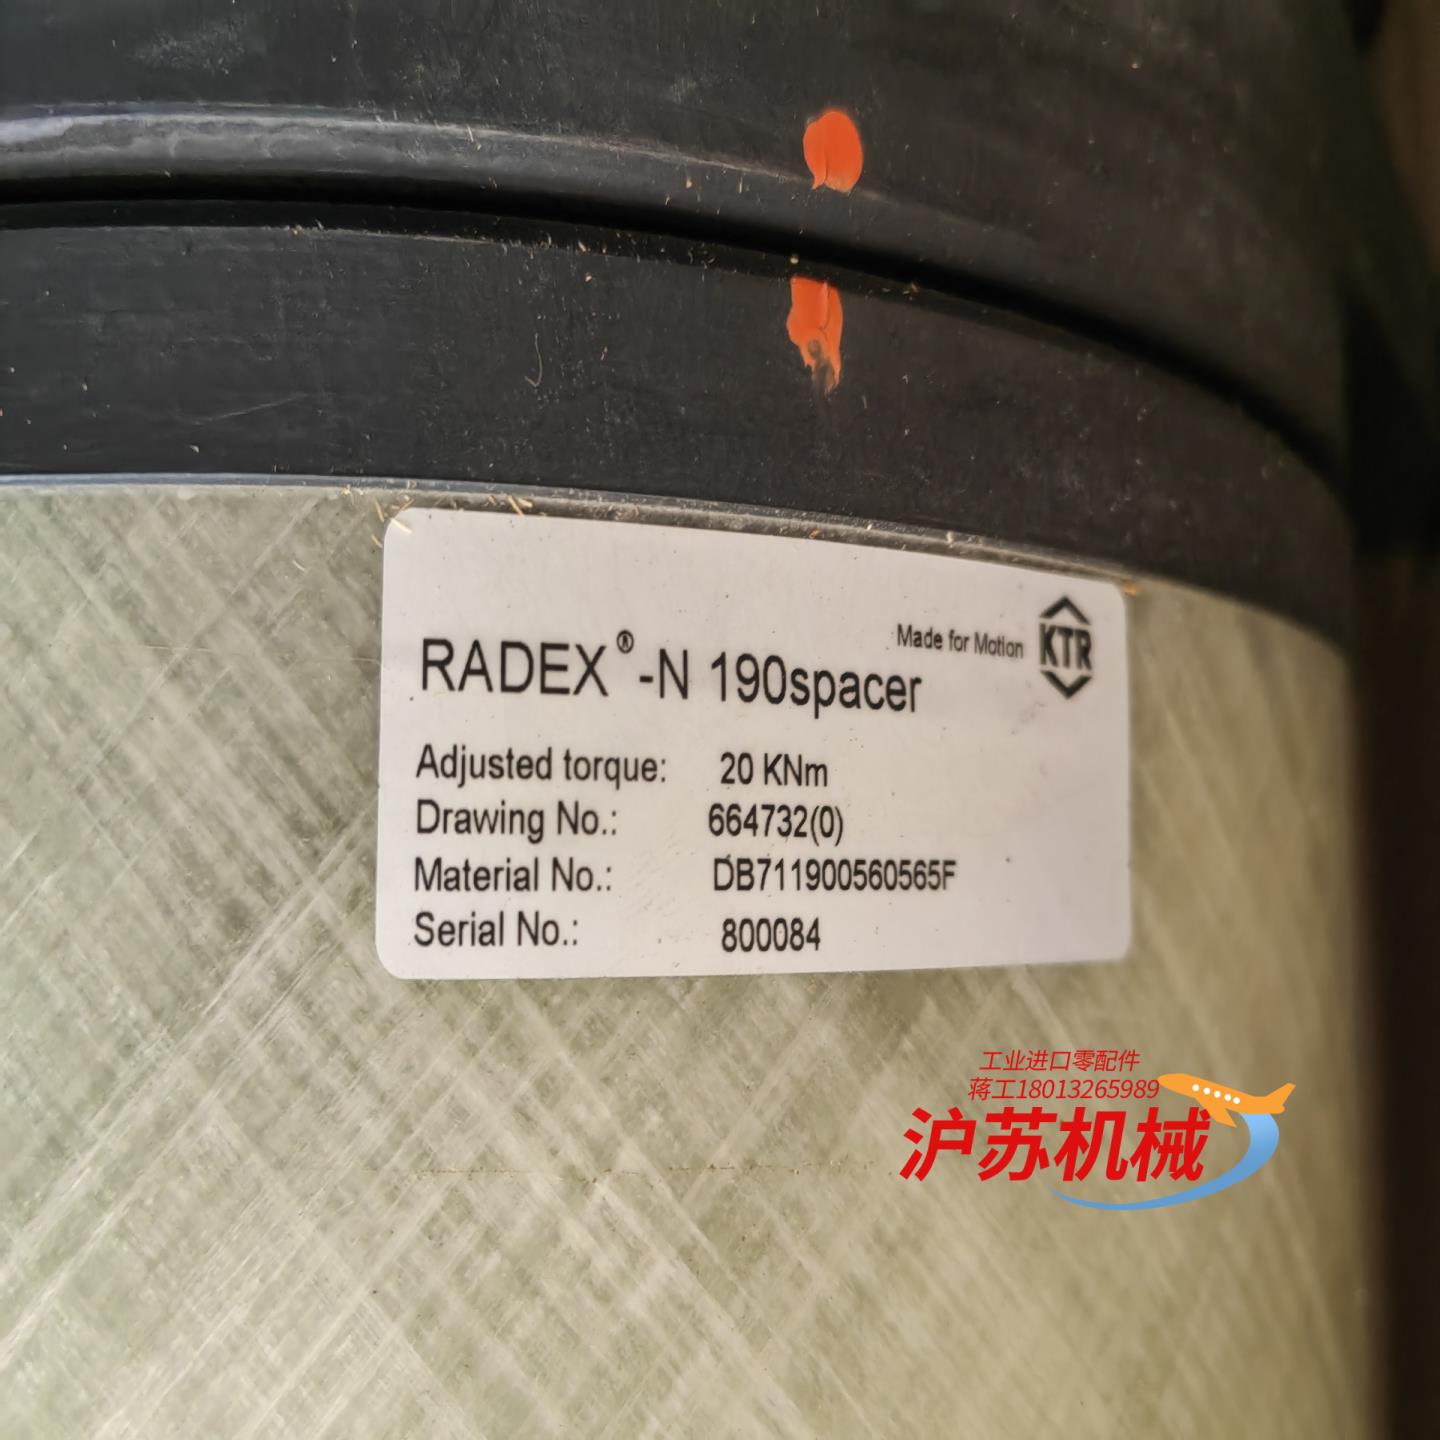 RADEX®-N 190spacer
Made for Motion KTR
Adjusted torque: 20 KNm
Drawing No.: 664732(0)
Material No.: DB711900560565F
Serial No.: 800084
工业进口零配件
蒋工18013265989
沪苏机械